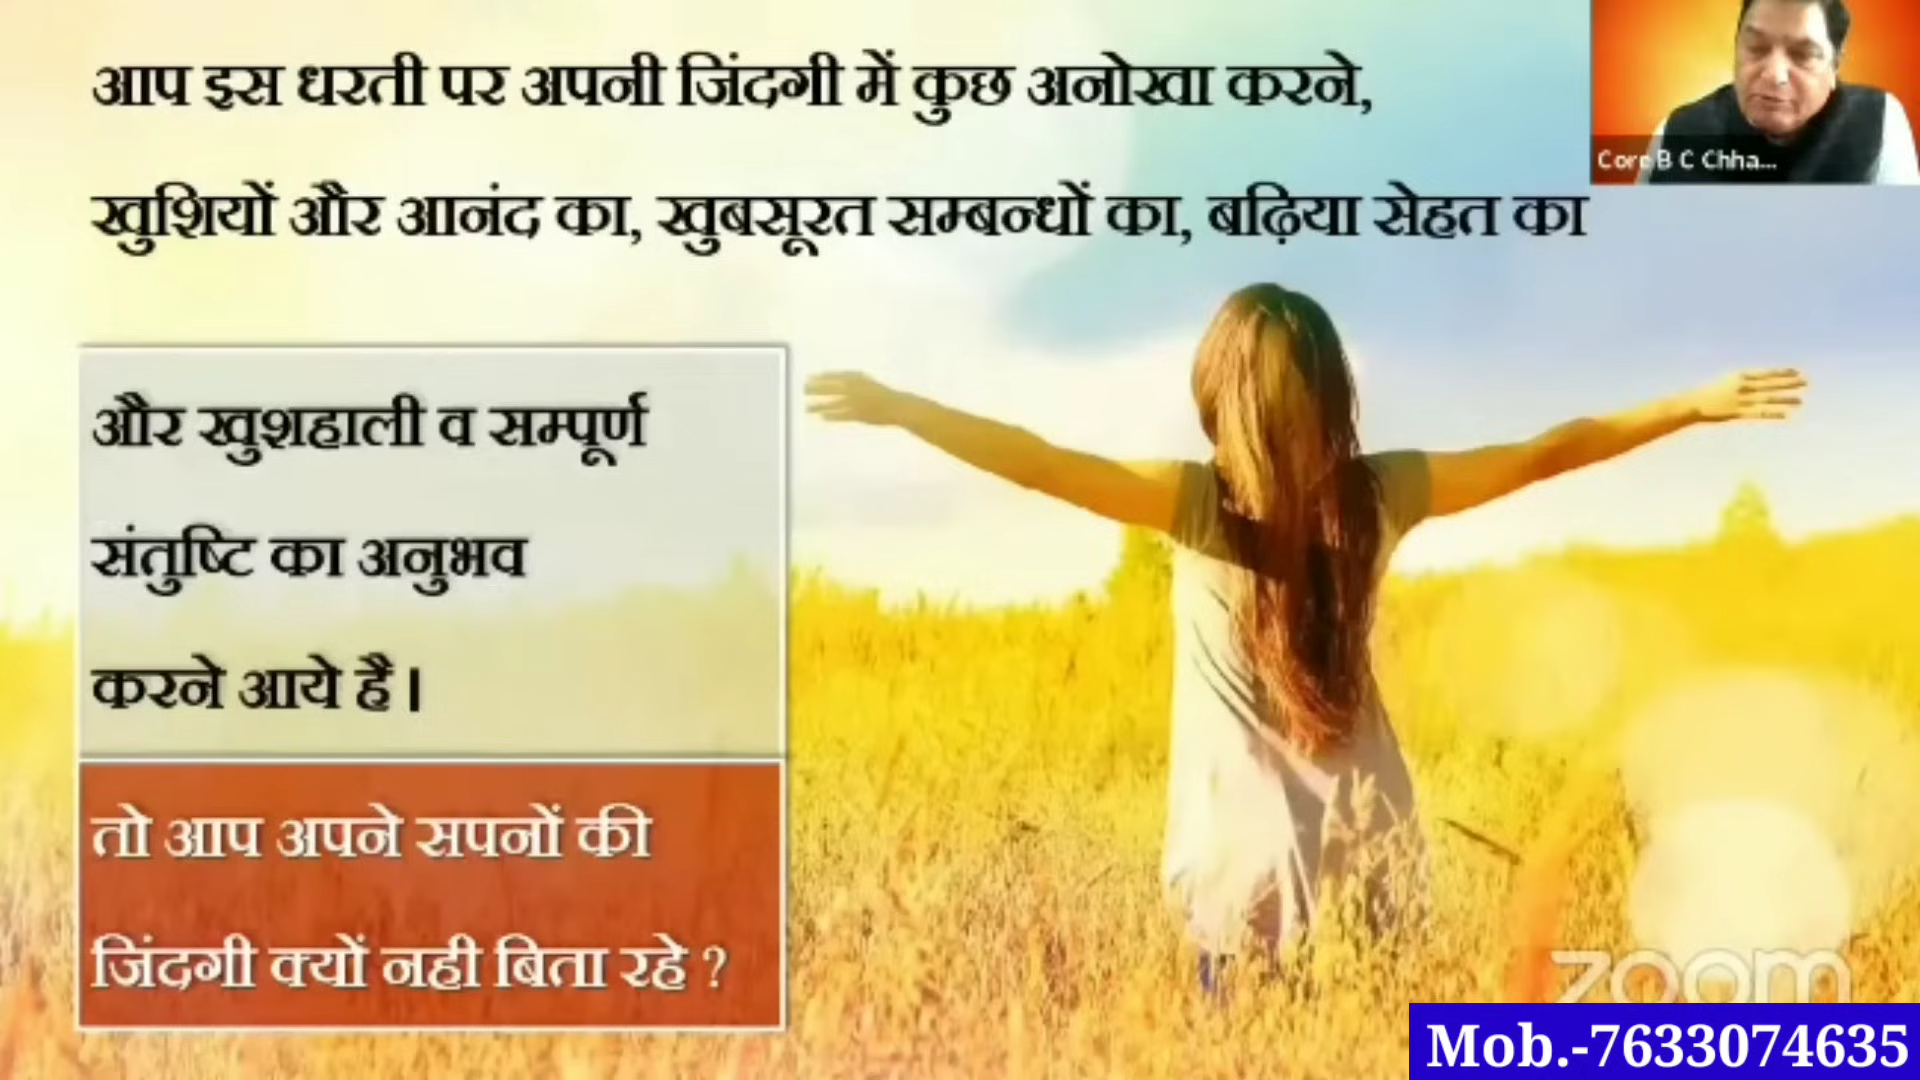 आप इस धरती पर अपनी जिंदगी में कुछ अनोखा करने,
खुशियों और आनंद का, खुबसूरत सम्बन्धों का, बढ़िया सेहत का
और खुशहाली व सम्पूर्ण
संतुष्टि का अनुभव
करने आये है।
तो आप अपने सपनों की
जिंदगी क्यों नही बिता रहे ?
Core B C Chha...
zoom
Mob.-7633074635